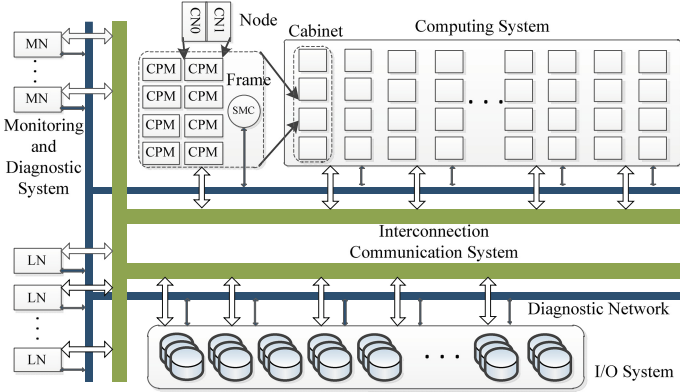 CN0
CN1
Node
Computing System
Cabinet
MN
MN
Monitoring
and
Diagnostic
System
CPM
CPM
Frame
CPM
CPM
SMC
CPM
CPM
CPM
CPM
Interconnection
Communication System
LN
LN
LN
Diagnostic Network
I/O System